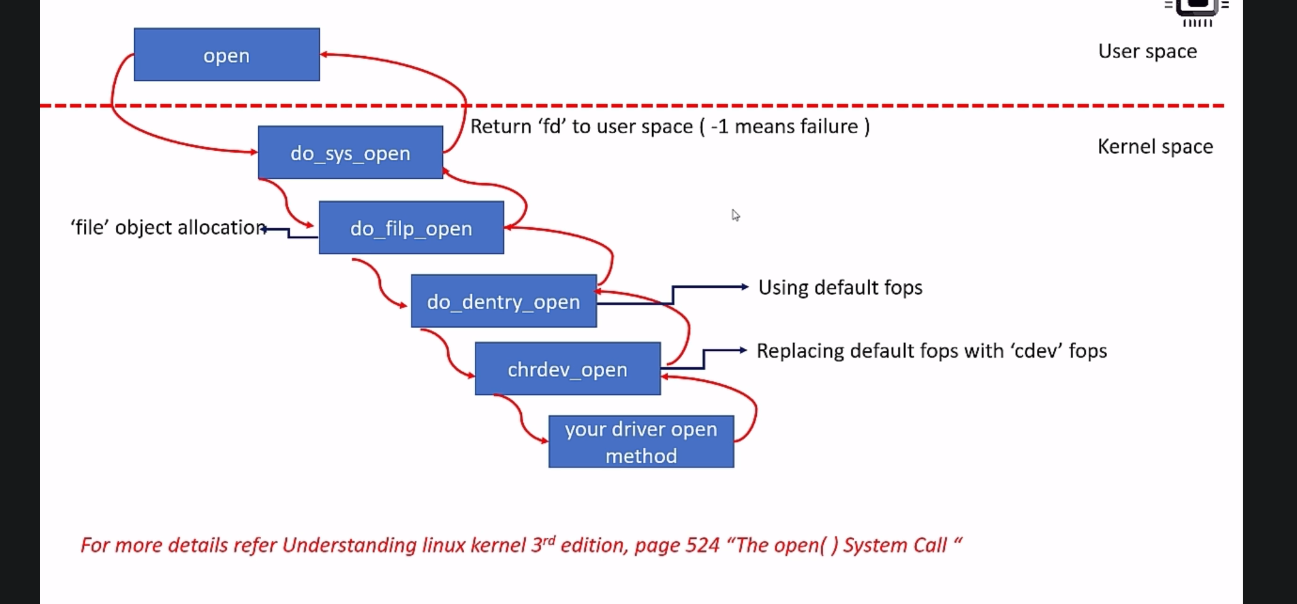 open
User space
Return ‘fd’ to user space ( -1 means failure )
do_sys_open
Kernel space
‘file’ object allocation
do_filp_open
do_dentry_open
Using default fops
chrdev_open
Replacing default fops with ‘cdev’ fops
your driver open
method
For more details refer Understanding linux kernel 3rd edition, page 524 “The open( ) System Call “